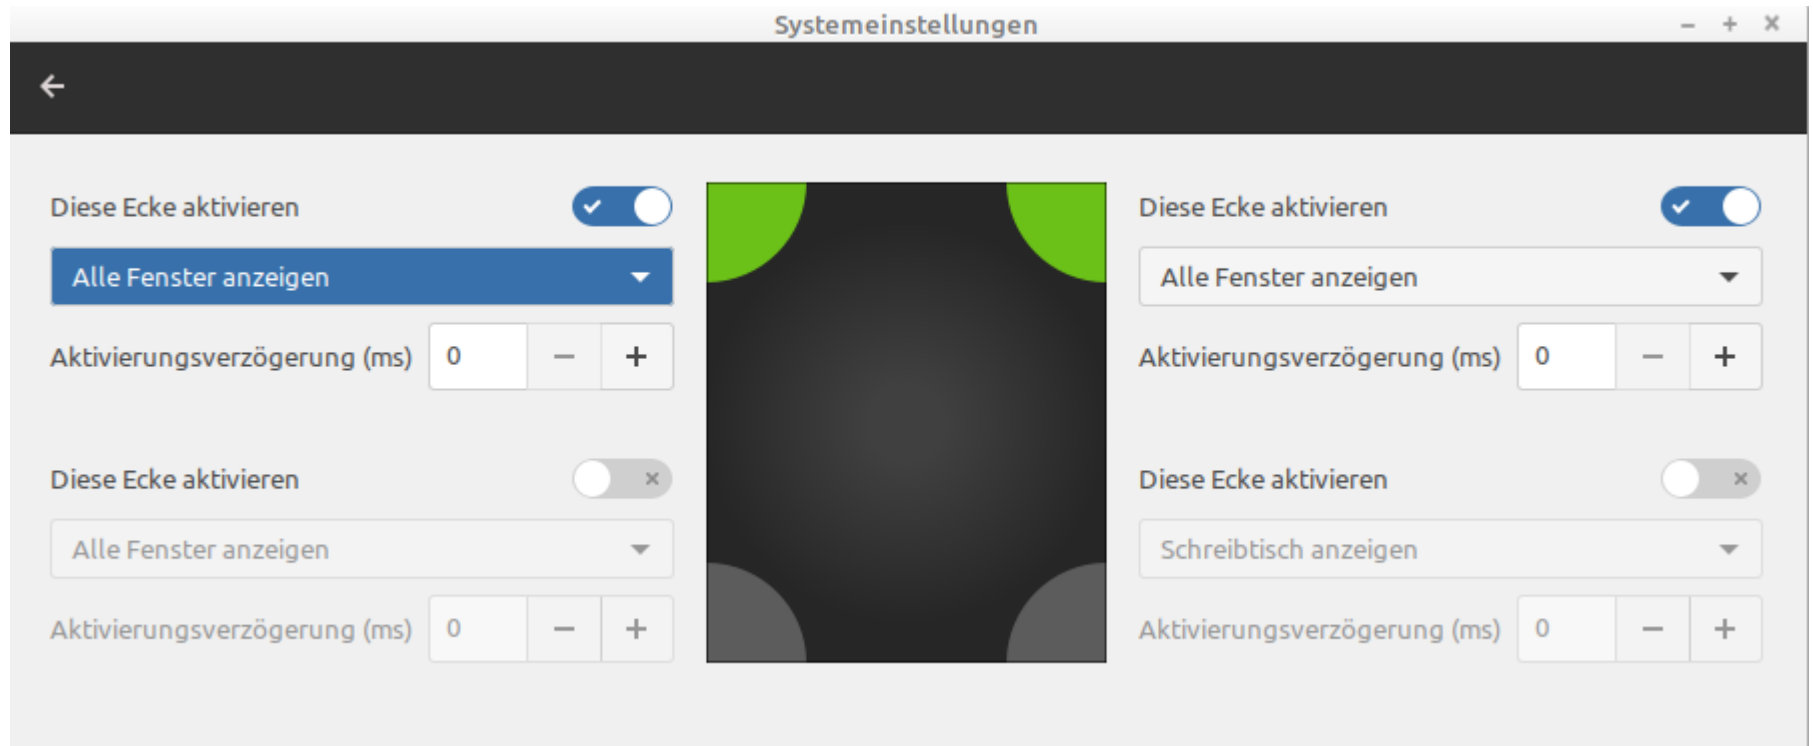 Systemeinstellungen
Diese Ecke aktivieren
Alle Fenster anzeigen
Aktivierungsverzögerung (ms) 0
Diese Ecke aktivieren
Alle Fenster anzeigen
Aktivierungsverzögerung (ms) 0
Diese Ecke aktivieren
Alle Fenster anzeigen
Aktivierungsverzögerung (ms) 0
Diese Ecke aktivieren
Schreibtisch anzeigen
Aktivierungsverzögerung (ms) 0